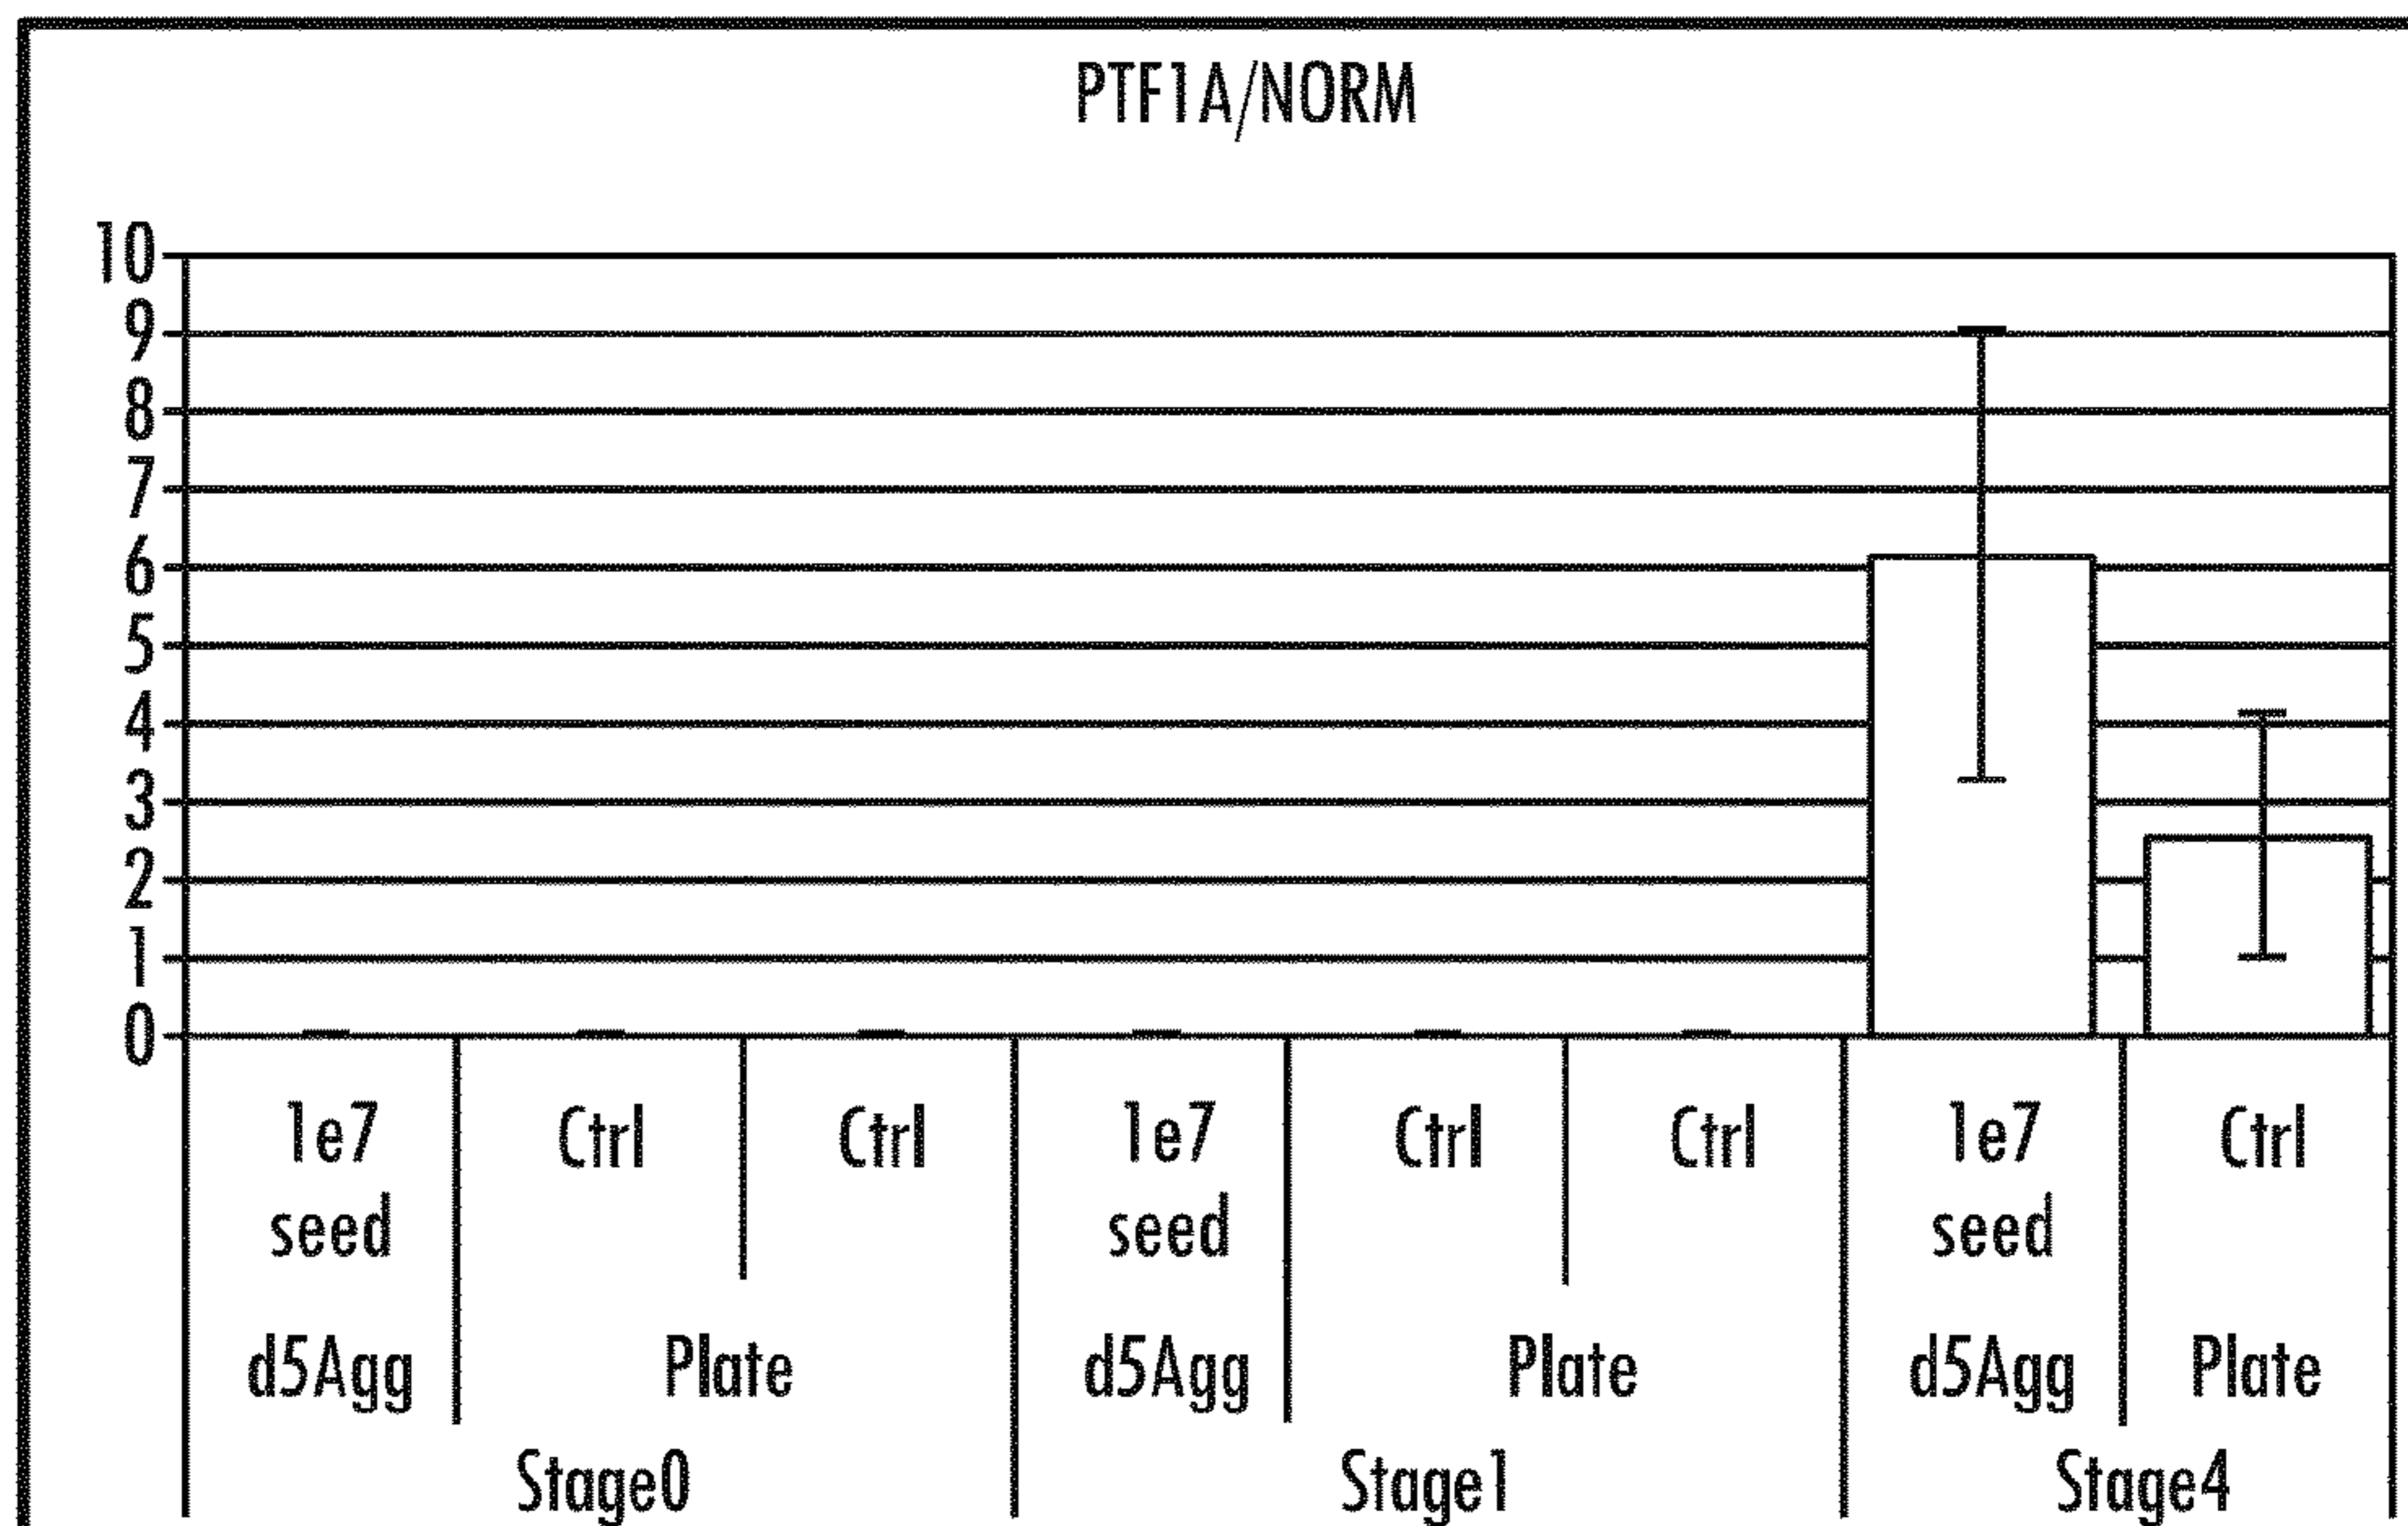 PTF1A/NORM
10
9
8
7
6
5
4
3
2
1
0
1e7 Ctrl Ctrl 1e7 Ctrl Ctrl 1e7 Ctrl
seed seed seed
d5Agg Plate d5Agg Plate d5Agg Plate
Stage0 Stage1 Stage4